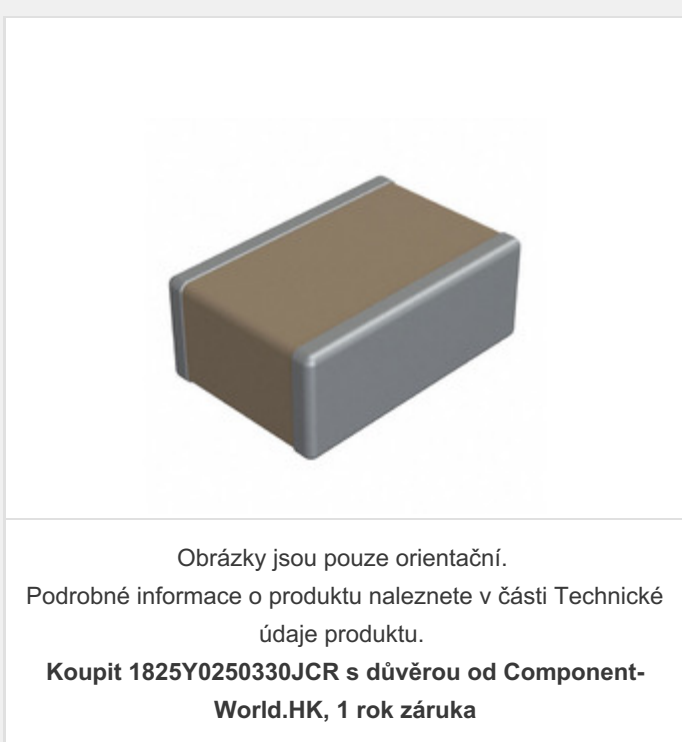 Obrázky jsou pouze orientační.
Podrobné informace o produktu naleznete v části Technické
údaje produktu.
Koupit 1825Y0250330JCR s důvěrou od Component-
World.HK, 1 rok záruka